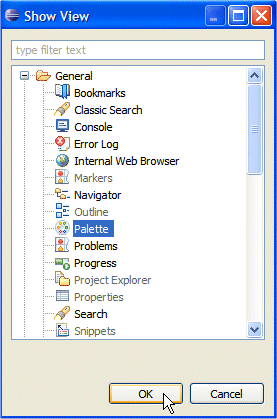 Show View
type filter text
General
Bookmarks
Classic Search
Console
Error Log
Internal Web Browser
Markers
Navigator
Outline
Palette
Problems
Progress
Project Explorer
Properties
Search
Snippets
OK
Cancel